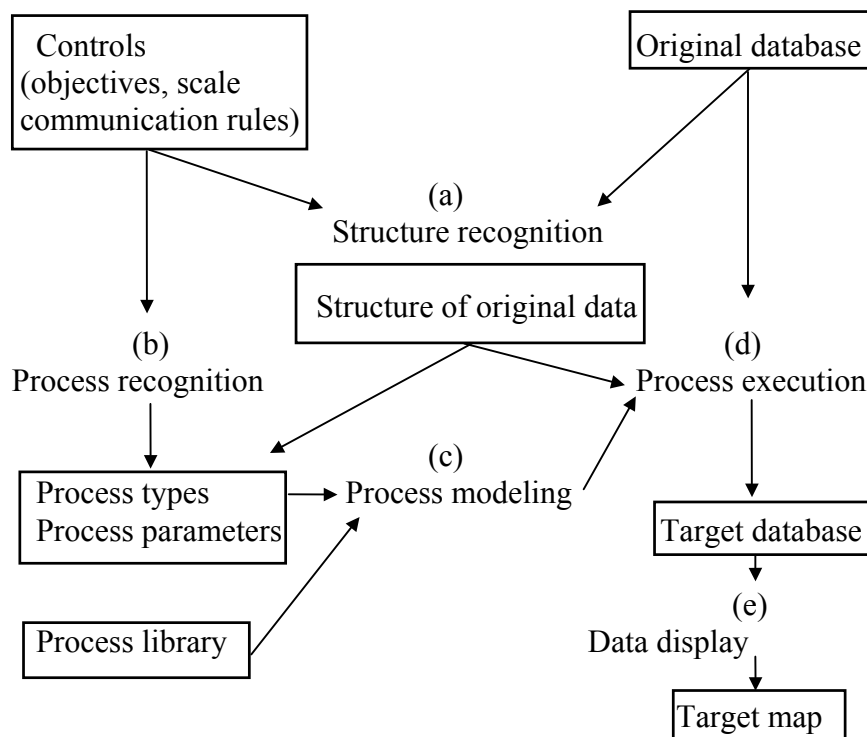 Controls
(objectives, scale
communication rules)
Original database
(a)
Structure recognition
Structure of original data
(b)
Process recognition
(d)
Process execution
(c)
Process modeling
Process types
Process parameters
Target database
(e)
Data display
Process library
Target map